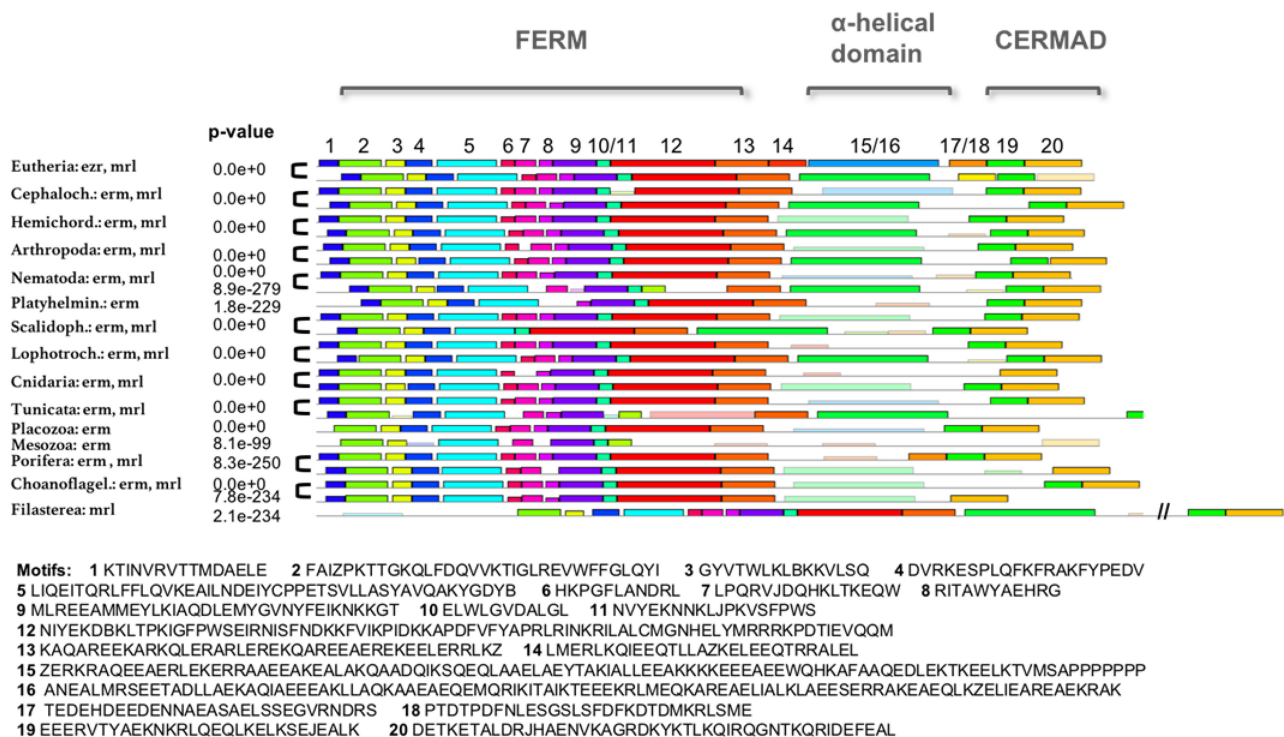 FERM
α-helical
domain
CERMAD
p-value
1 2 3 4 5 6 7 8 9 10/11 12 13 14 15/16 17/18 19 20
Eutheria: ezr, mrl 0.0e+0
Cephaloch.: erm, mrl 0.0e+0
Hemichord.: erm, mrl 0.0e+0
Arthropoda: erm, mrl 0.0e+0
Nematoda: erm, mrl 0.0e+0
8.9e-279
Platyhelmin.: erm 1.8e-229
Scalidoph.: erm, mrl 0.0e+0
Lophotroch.: erm, mrl 0.0e+0
Cnidaria: erm, mrl 0.0e+0
Tunicata: erm, mrl 0.0e+0
Placozoa: erm 0.0e+0
Mesozoa: erm 8.1e-99
Porifera: erm , mrl 8.3e-250
Choanoflagel.: erm, mrl 0.0e+0
7.8e-234
Filasterea: mrl 2.1e-234
//
Motifs: 1 KTINVRVTTMDAELE 2 FAIZPKTTGKQLFDQVVKTIGLREVWFFGLQYI 3 GYVTWLKLBKKVLSQ 4 DVRKESPLQFKFRAKFYPEDV
5 LIQEITQRLFFLQVKEAILNDEIYCPPETSVLLASYAVQAKYGDYB 6 HKPGFLANDRL 7 LPQRVJDQHKLTKEQW 8 RITAWYAEHRG
9 MLREEAMMEYLKIAQDLEMYGVNYFEIKNKKGT 10 ELWLGVDALGL 11 NVYEKNNKLJPKVSFPWS
12 NIYEKDBKLTPKIGFPWSEIRNISFNDKKFVIKPIDKKAPDFVFYAPRLRINKRILALCMGNHELYMRRRKPDTIEVQQM
13 KAQAREEKARKQLERARLEREKQAREEAEREKEELERRLKZ 14 LMERLKQIEEQTLLAZKELEEQTRRALEL
15 ZERKRAQEEAERLEKERRAAEEAKEALAKQAADQIKSQEQLAAELAEYTAKIALLEEAKKKKEEEAEEWQHKAFAAQEDLEKTKEELKTVMSAPPPPPPP
16 ANEALMRSEETADLLAEKAQIAEEEAKLLAQKAAEAEQEMQRIKITAIKTEEEKRLMEQKAREAELIALKLAEESERRAKEAEQLKZELIEAREAEKRAK
17 TEDEHDEEDENNAEASAELSSEGVRNDRS 18 PTDTPDFNLESGSLSFDFKDTDMKRLSME
19 EEERVTYAEKNKRLQEQLKELKSEJEALK 20 DETKETALDRJHAENVKAGRDKYKTLKQIRQGNTKQRIDEFEAL